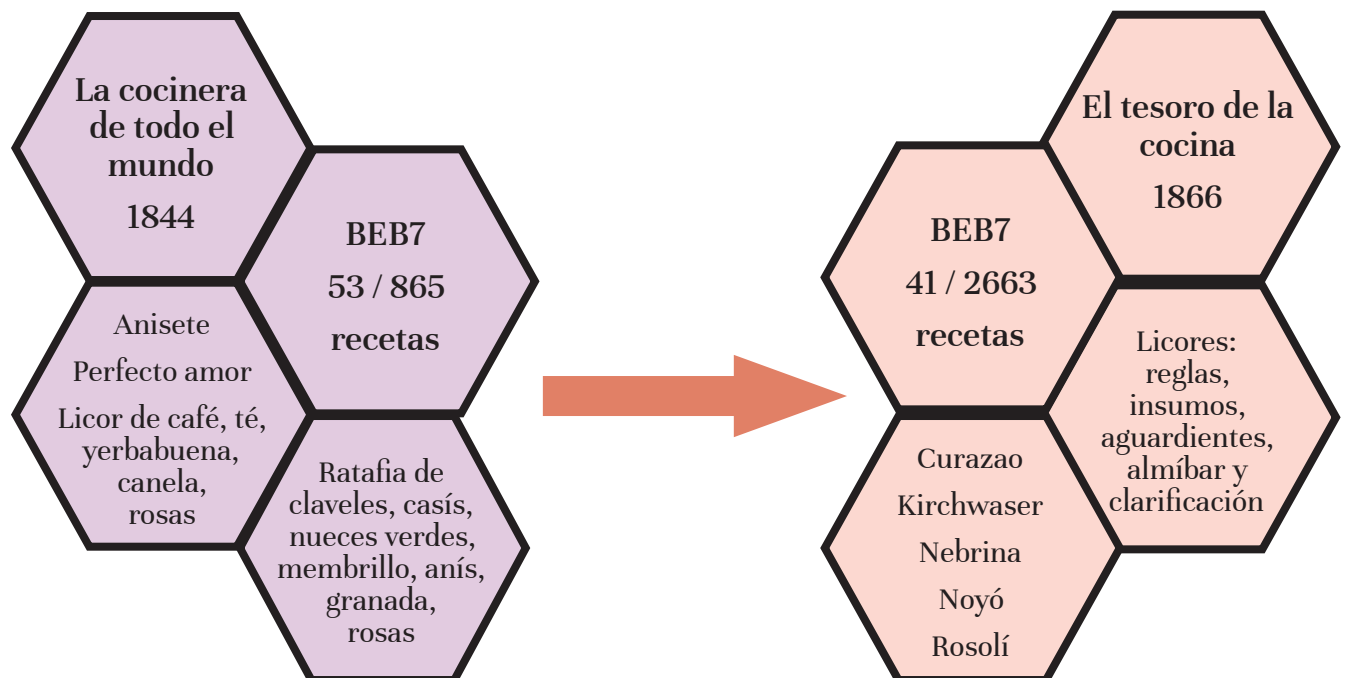 La cocinera
de todo el
mundo
1844
BEB7
53 / 865
recetas
Anisete
Perfecto amor
Licor de café, té,
yerbabuena,
canela,
rosas
Ratafia de
claveles, casís,
nueces verdes,
membrillo, anís,
granada,
rosas
El tesoro de la
cocina
1866
BEB7
41 / 2663
recetas
Licores:
reglas,
insumos,
aguardientes,
almíbar y
clarificación
Curazao
Kirchwaser
Nebrina
Noyó
Rosolí